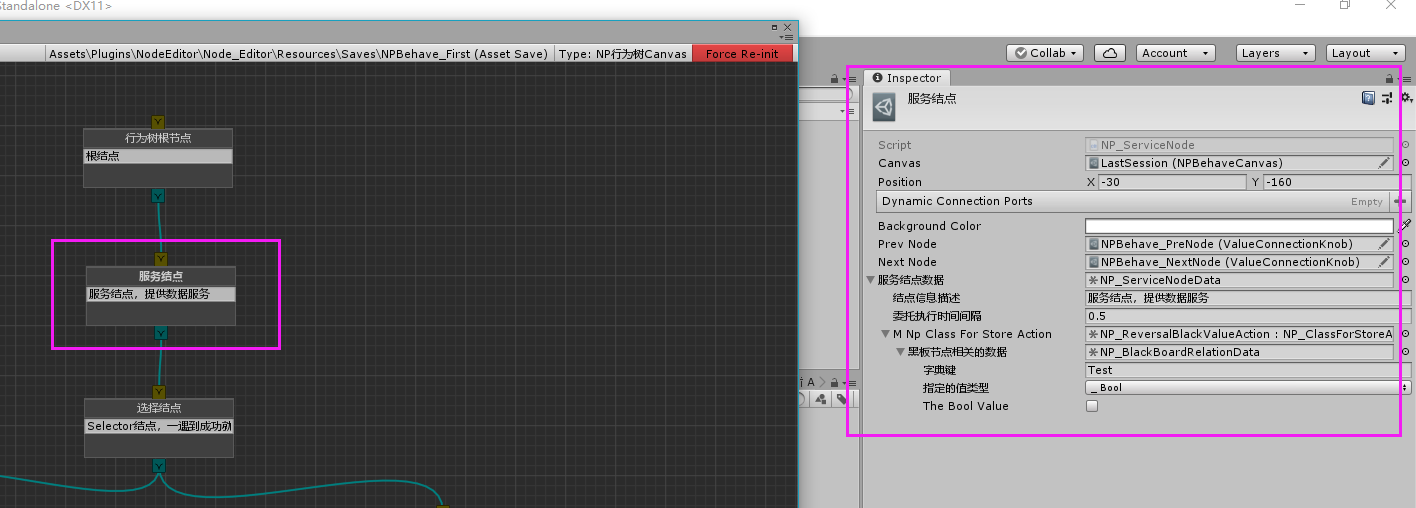 Standalone <DX11>
Assets\Plugins\NodeEditor\Node_Editor\Resources\Saves\NPBehave_First (Asset Save)
Type: NP行为树Canvas
Force Re-init
Collab
Account
Layers
Layout
行为树根节点
根结点
服务结点
服务结点，提供数据服务
选择结点
Selector结点，一遇到成功就
Inspector
服务结点
Script
NP_ServiceNode
Canvas
LastSession (NPBehaveCanvas)
Position
X -30
Y -160
Dynamic Connection Ports
Empty
Background Color
Prev Node
NPBehave_PreNode (ValueConnectionKnob)
Next Node
NPBehave_NextNode (ValueConnectionKnob)
服务结点数据
NP_ServiceNodeData
结点信息描述
服务结点，提供数据服务
委托执行时间间隔
0.5
M Np Class For Store Action
NP_ReversalBlackValueAction : NP_ClassForStoreA
黑板节点相关的数据
NP_BlackBoardRelationData
字典键
Test
指定的值类型
_Bool
The Bool Value